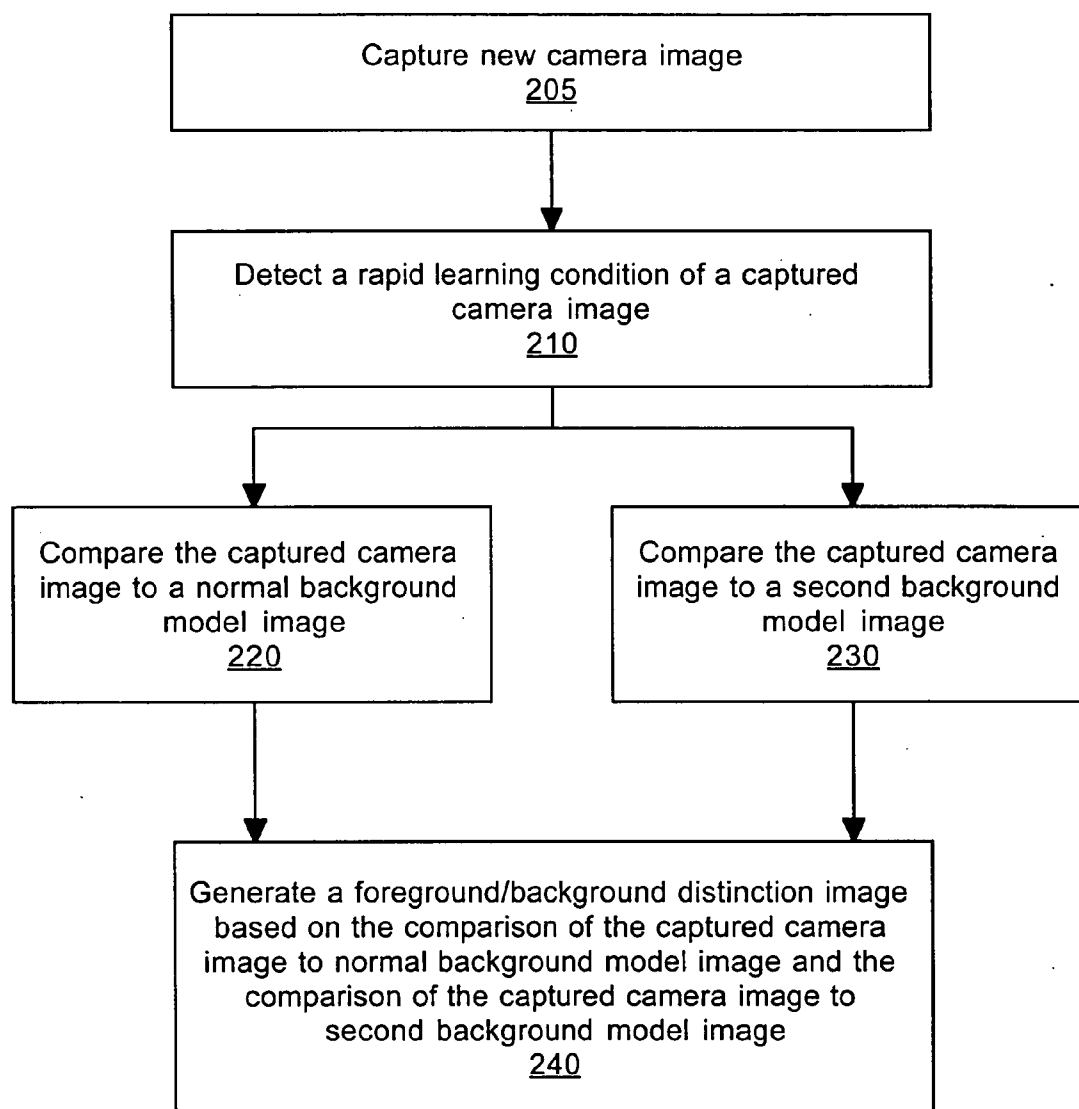 Capture new camera image
205
Detect a rapid learning condition of a captured
camera image
210
Compare the captured camera
image to a normal background
model image
220
Compare the captured camera
image to a second background
model image
230
Generate a foreground/background distinction image
based on the comparison of the captured camera
image to normal background model image and the
comparison of the captured camera image to
second background model image
240